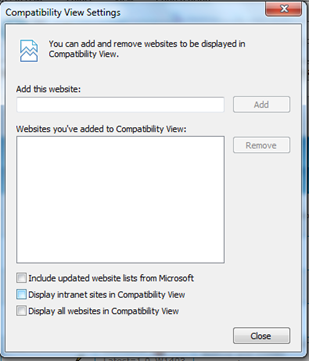 Compatibility View Settings
You can add and remove websites to be displayed in
Compatibility View.
Add this website:
Add
Websites you've added to Compatibility View:
Remove
Include updated website lists from Microsoft
Display intranet sites in Compatibility View
Display all websites in Compatibility View
Close